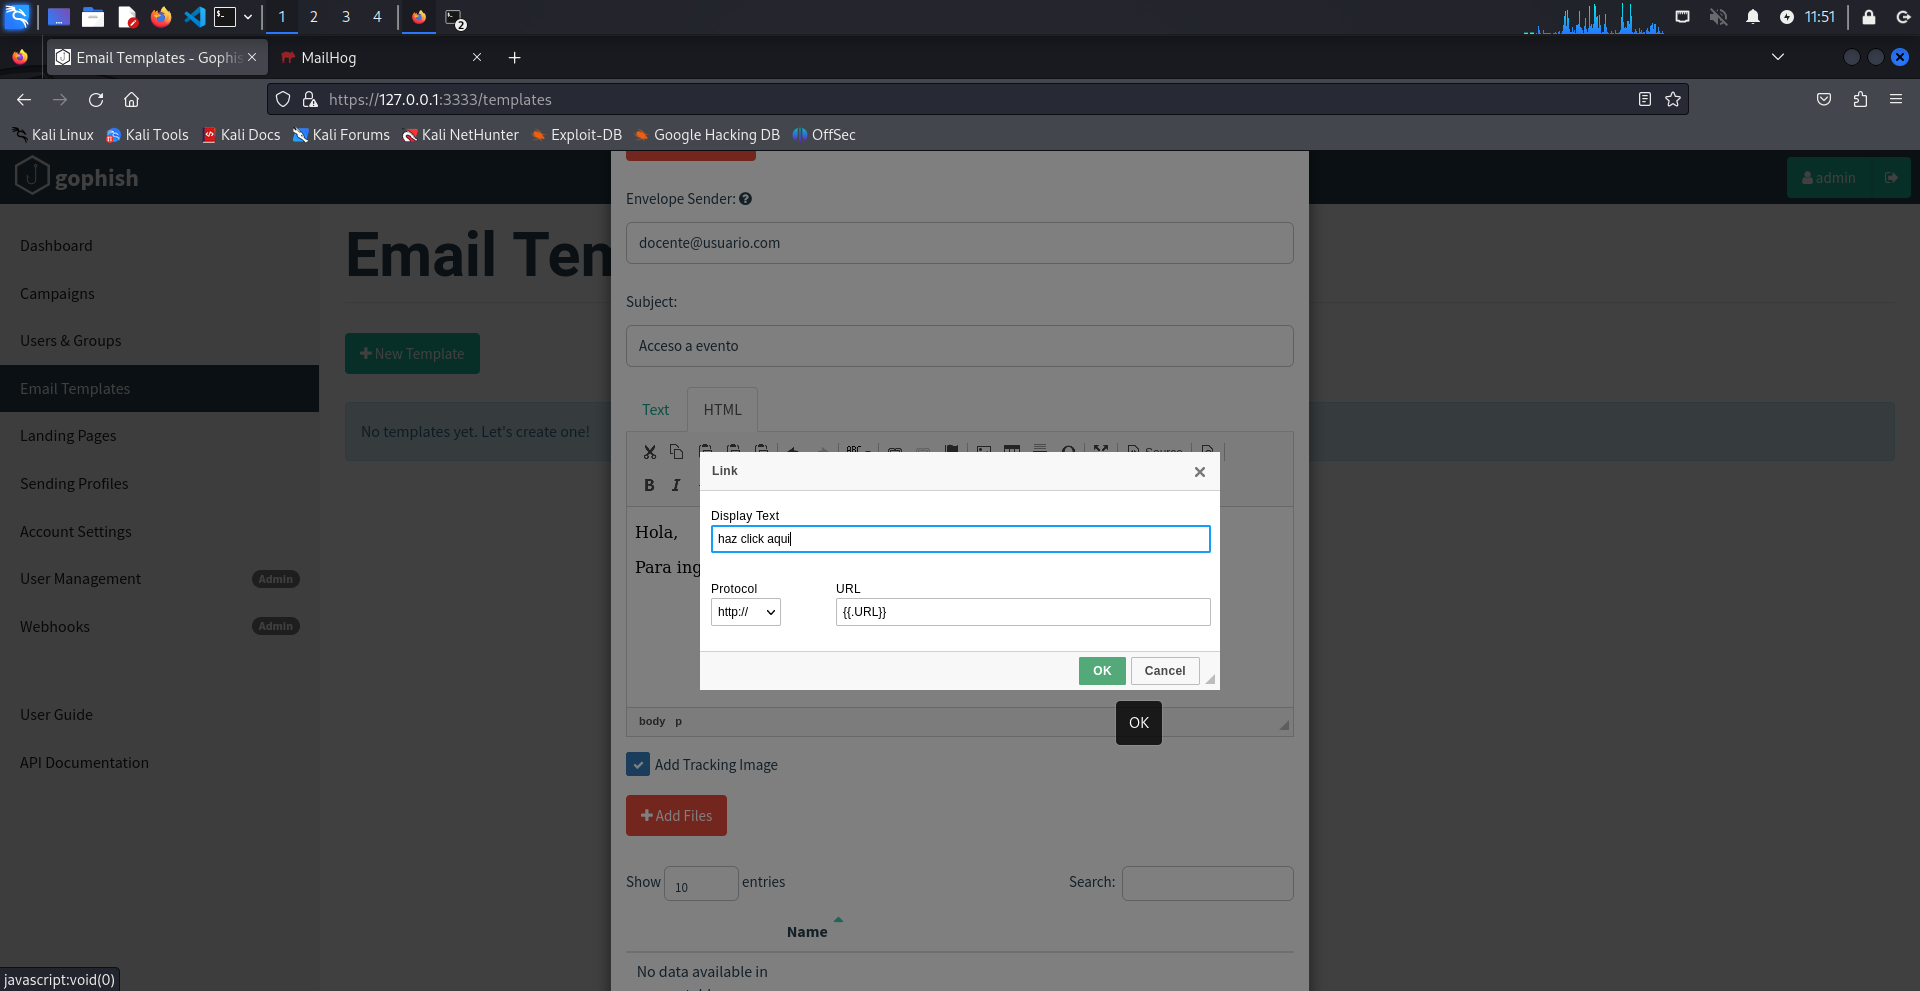 1 2 3 4 2 11:51
Email Templates - Gophis MailHog
https://127.0.0.1:3333/templates
Kali Linux Kali Tools Kali Docs Kali Forums Kali NetHunter Exploit-DB Google Hacking DB OffSec
gophish admin
Envelope Sender:
docente@usuario.com
Subject:
Acceso a evento
Text HTML
Dashboard
Campaigns
Users & Groups
Email Templates
Landing Pages
Sending Profiles
Account Settings
User Management Admin
Webhooks Admin
User Guide
API Documentation
Email Tem
New Template
No templates yet. Let's create one!
B I
Hola,
Para ing
Link
Display Text
haz click aqui
Protocol URL
http:// {{.URL}}
OK Cancel
OK
body p
Add Tracking Image
Add Files
Show 10 entries Search:
Name
No data available in
javascript:void(0)